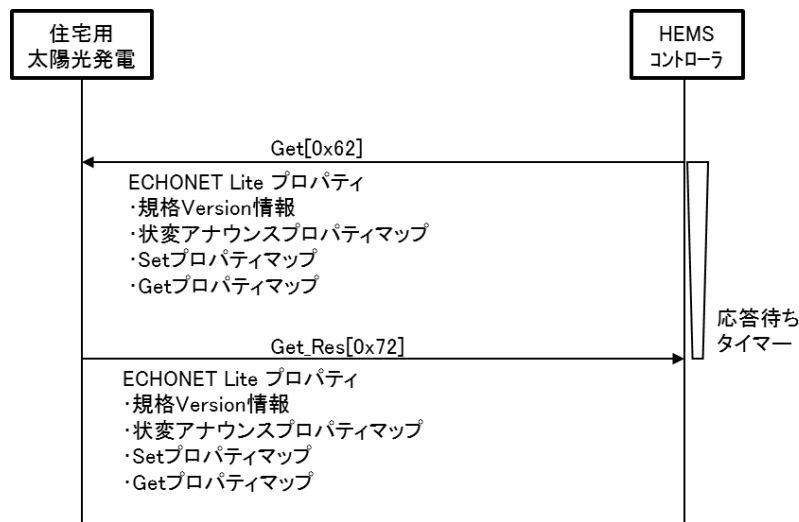 住宅用
太陽光発電
HEMS
コントローラ
Get[0x62]
ECHONET Lite プロパティ
・規格Version情報
・状変アナウンスプロパティマップ
・Setプロパティマップ
・Getプロパティマップ
応答待ち
タイマー
Get_Res[0x72]
ECHONET Lite プロパティ
・規格Version情報
・状変アナウンスプロパティマップ
・Setプロパティマップ
・Getプロパティマップ